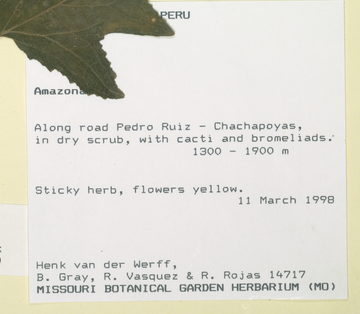 PERU
Amazona
Along road Pedro Ruiz - Chachapoyas,
in dry scrub, with cacti and bromeliads.
1300 - 1900 m
Sticky herb, flowers yellow.
11 March 1998
Henk van der Werff,
B. Gray, R. Vasquez & R. Rojas 14717
MISSOURI BOTANICAL GARDEN HERBARIUM (MO)